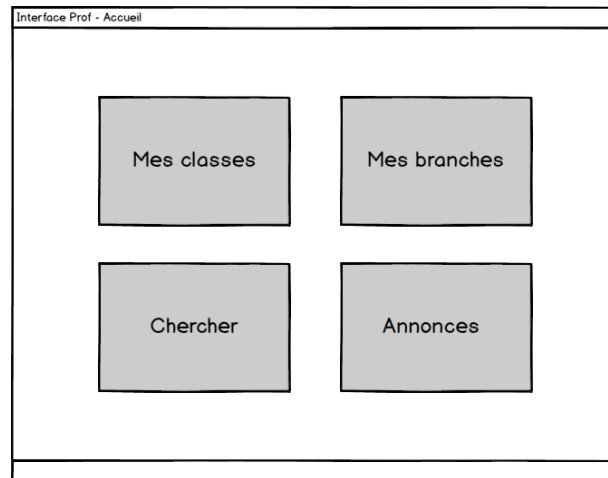 Interface Prof - Accueil
Mes classes
Mes branches
Chercher
Annonces